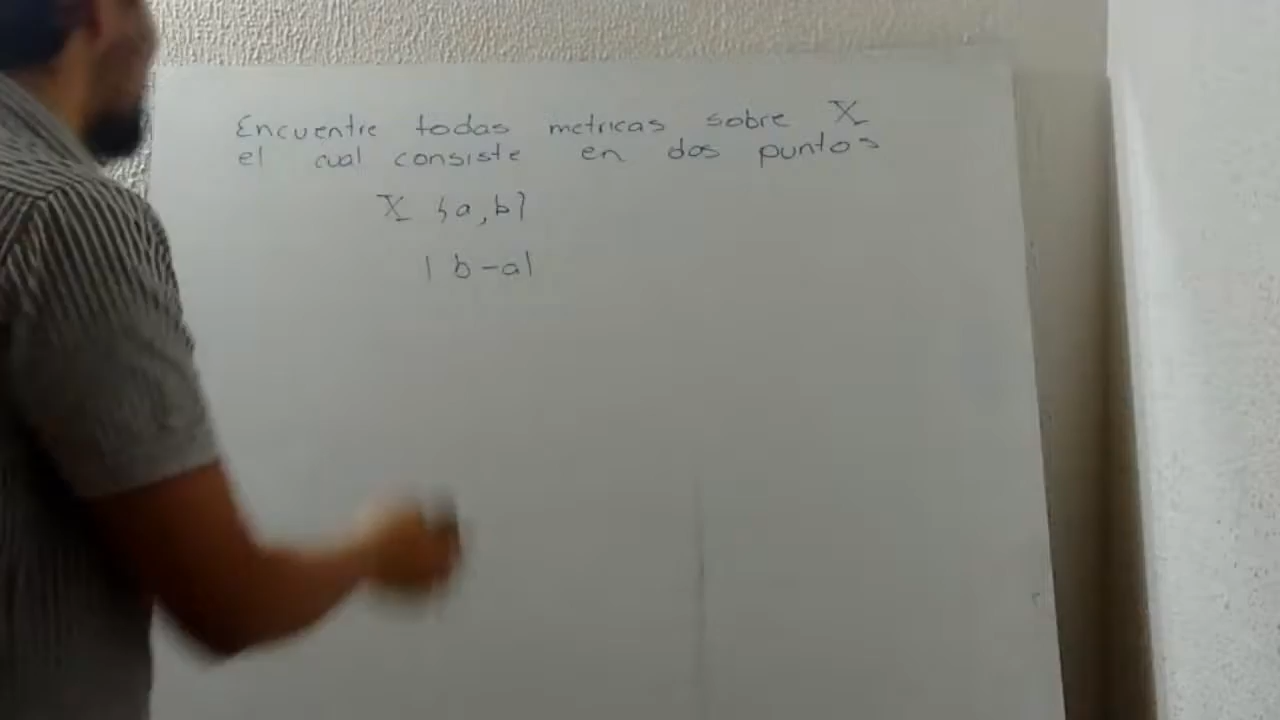 Encuentre todas metricas sobre X
el cual consiste en dos puntos
X {a,b}
| b-a|